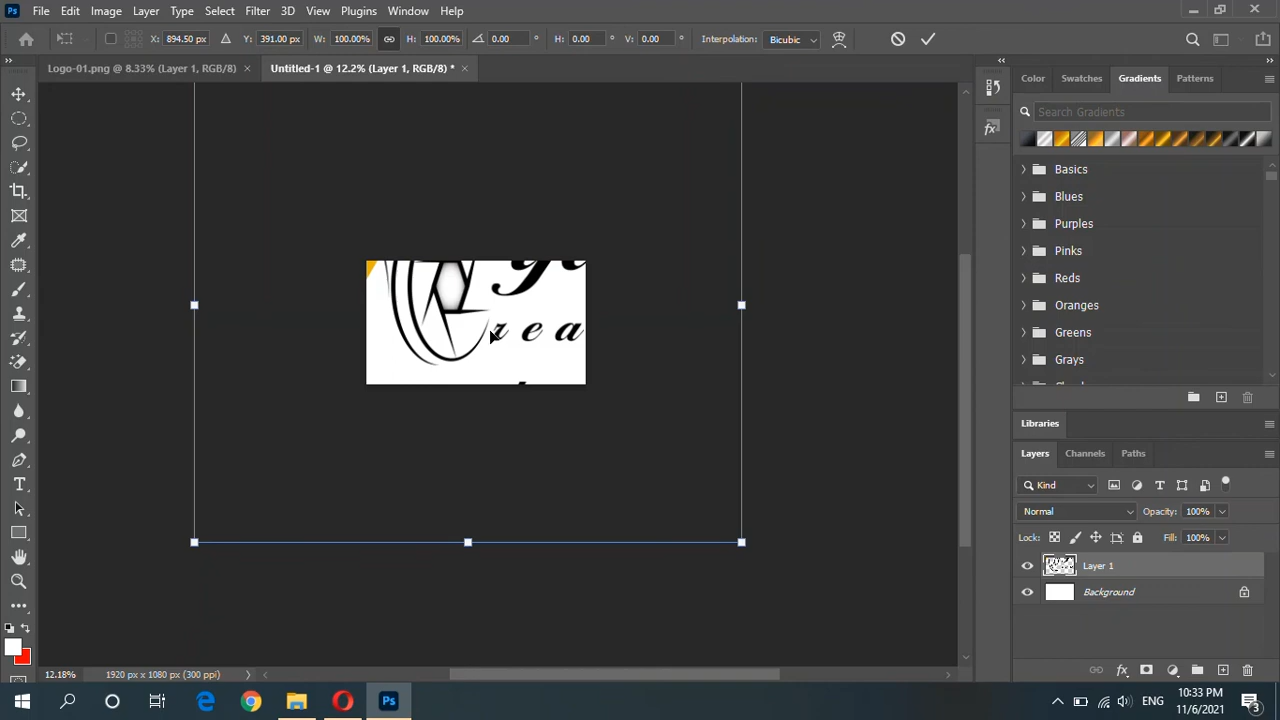 Ps File Edit Image Layer Type Select Filter 3D View Plugins Window Help
X: 894.50 px Y: 391.00 px W: 100.00% H: 100.00% 0.00 ° H: 0.00 ° V: 0.00 ° Interpolation: Bicubic
Logo-01.png @ 8.33% (Layer 1, RGB/8) × Untitled-1 @ 12.2% (Layer 1, RGB/8) * ×
Color Swatches Gradients Patterns
Search Gradients
Basics
Blues
Purples
Pinks
Reds
Oranges
Greens
Grays
rea
Libraries
Layers Channels Paths
Kind
Normal Opacity: 100%
Lock: Fill: 100%
Layer 1
Background
12.18% 1920 px x 1080 px (300 ppi)
Ps ENG 10:33 PM
11/6/2021 3